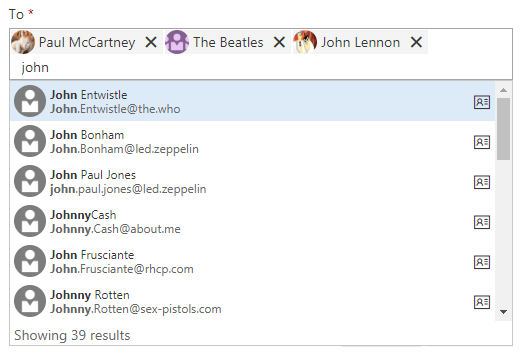 To *
Paul McCartney ✕ The Beatles ✕ John Lennon ✕
john
John Entwistle
John.Entwistle@the.who
John Bonham
John.Bonham@led.zeppelin
John Paul Jones
john.paul.jones@led.zeppelin
JohnnyCash
Johnny.Cash@about.me
John Frusciante
John.Frusciante@rhcp.com
Johnny Rotten
Johnny.Rotten@sex-pistols.com
Showing 39 results